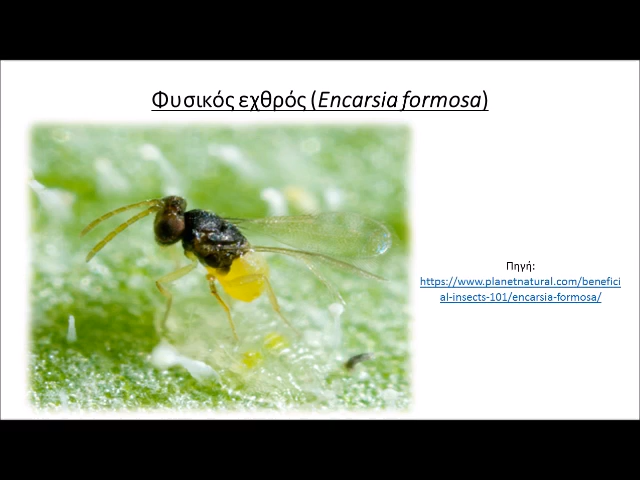 Φυσικός εχθρός (Encarsia formosa)
Πηγή:
https://www.planetnatural.com/benefici
al-insects-101/encarsia-formosa/